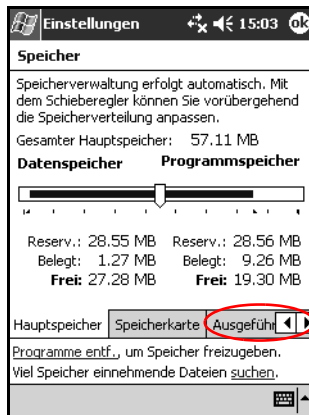 Einstellungen 15:03 ok
Speicher
Speicherverwaltung erfolgt automatisch. Mit
dem Schieberegler können Sie vorübergehend
die Speicherverteilung anpassen.
Gesamter Hauptspeicher: 57.11 MB
Datenspeicher Programmspeicher
Reserv.: 28.55 MB Reserv.: 28.56 MB
Belegt: 1.27 MB Belegt: 9.26 MB
Frei: 27.28 MB Frei: 19.30 MB
Hauptspeicher Speicherkarte Ausgeführ
Programme entf., um Speicher freizugeben.
Viel Speicher einnehmende Dateien suchen.